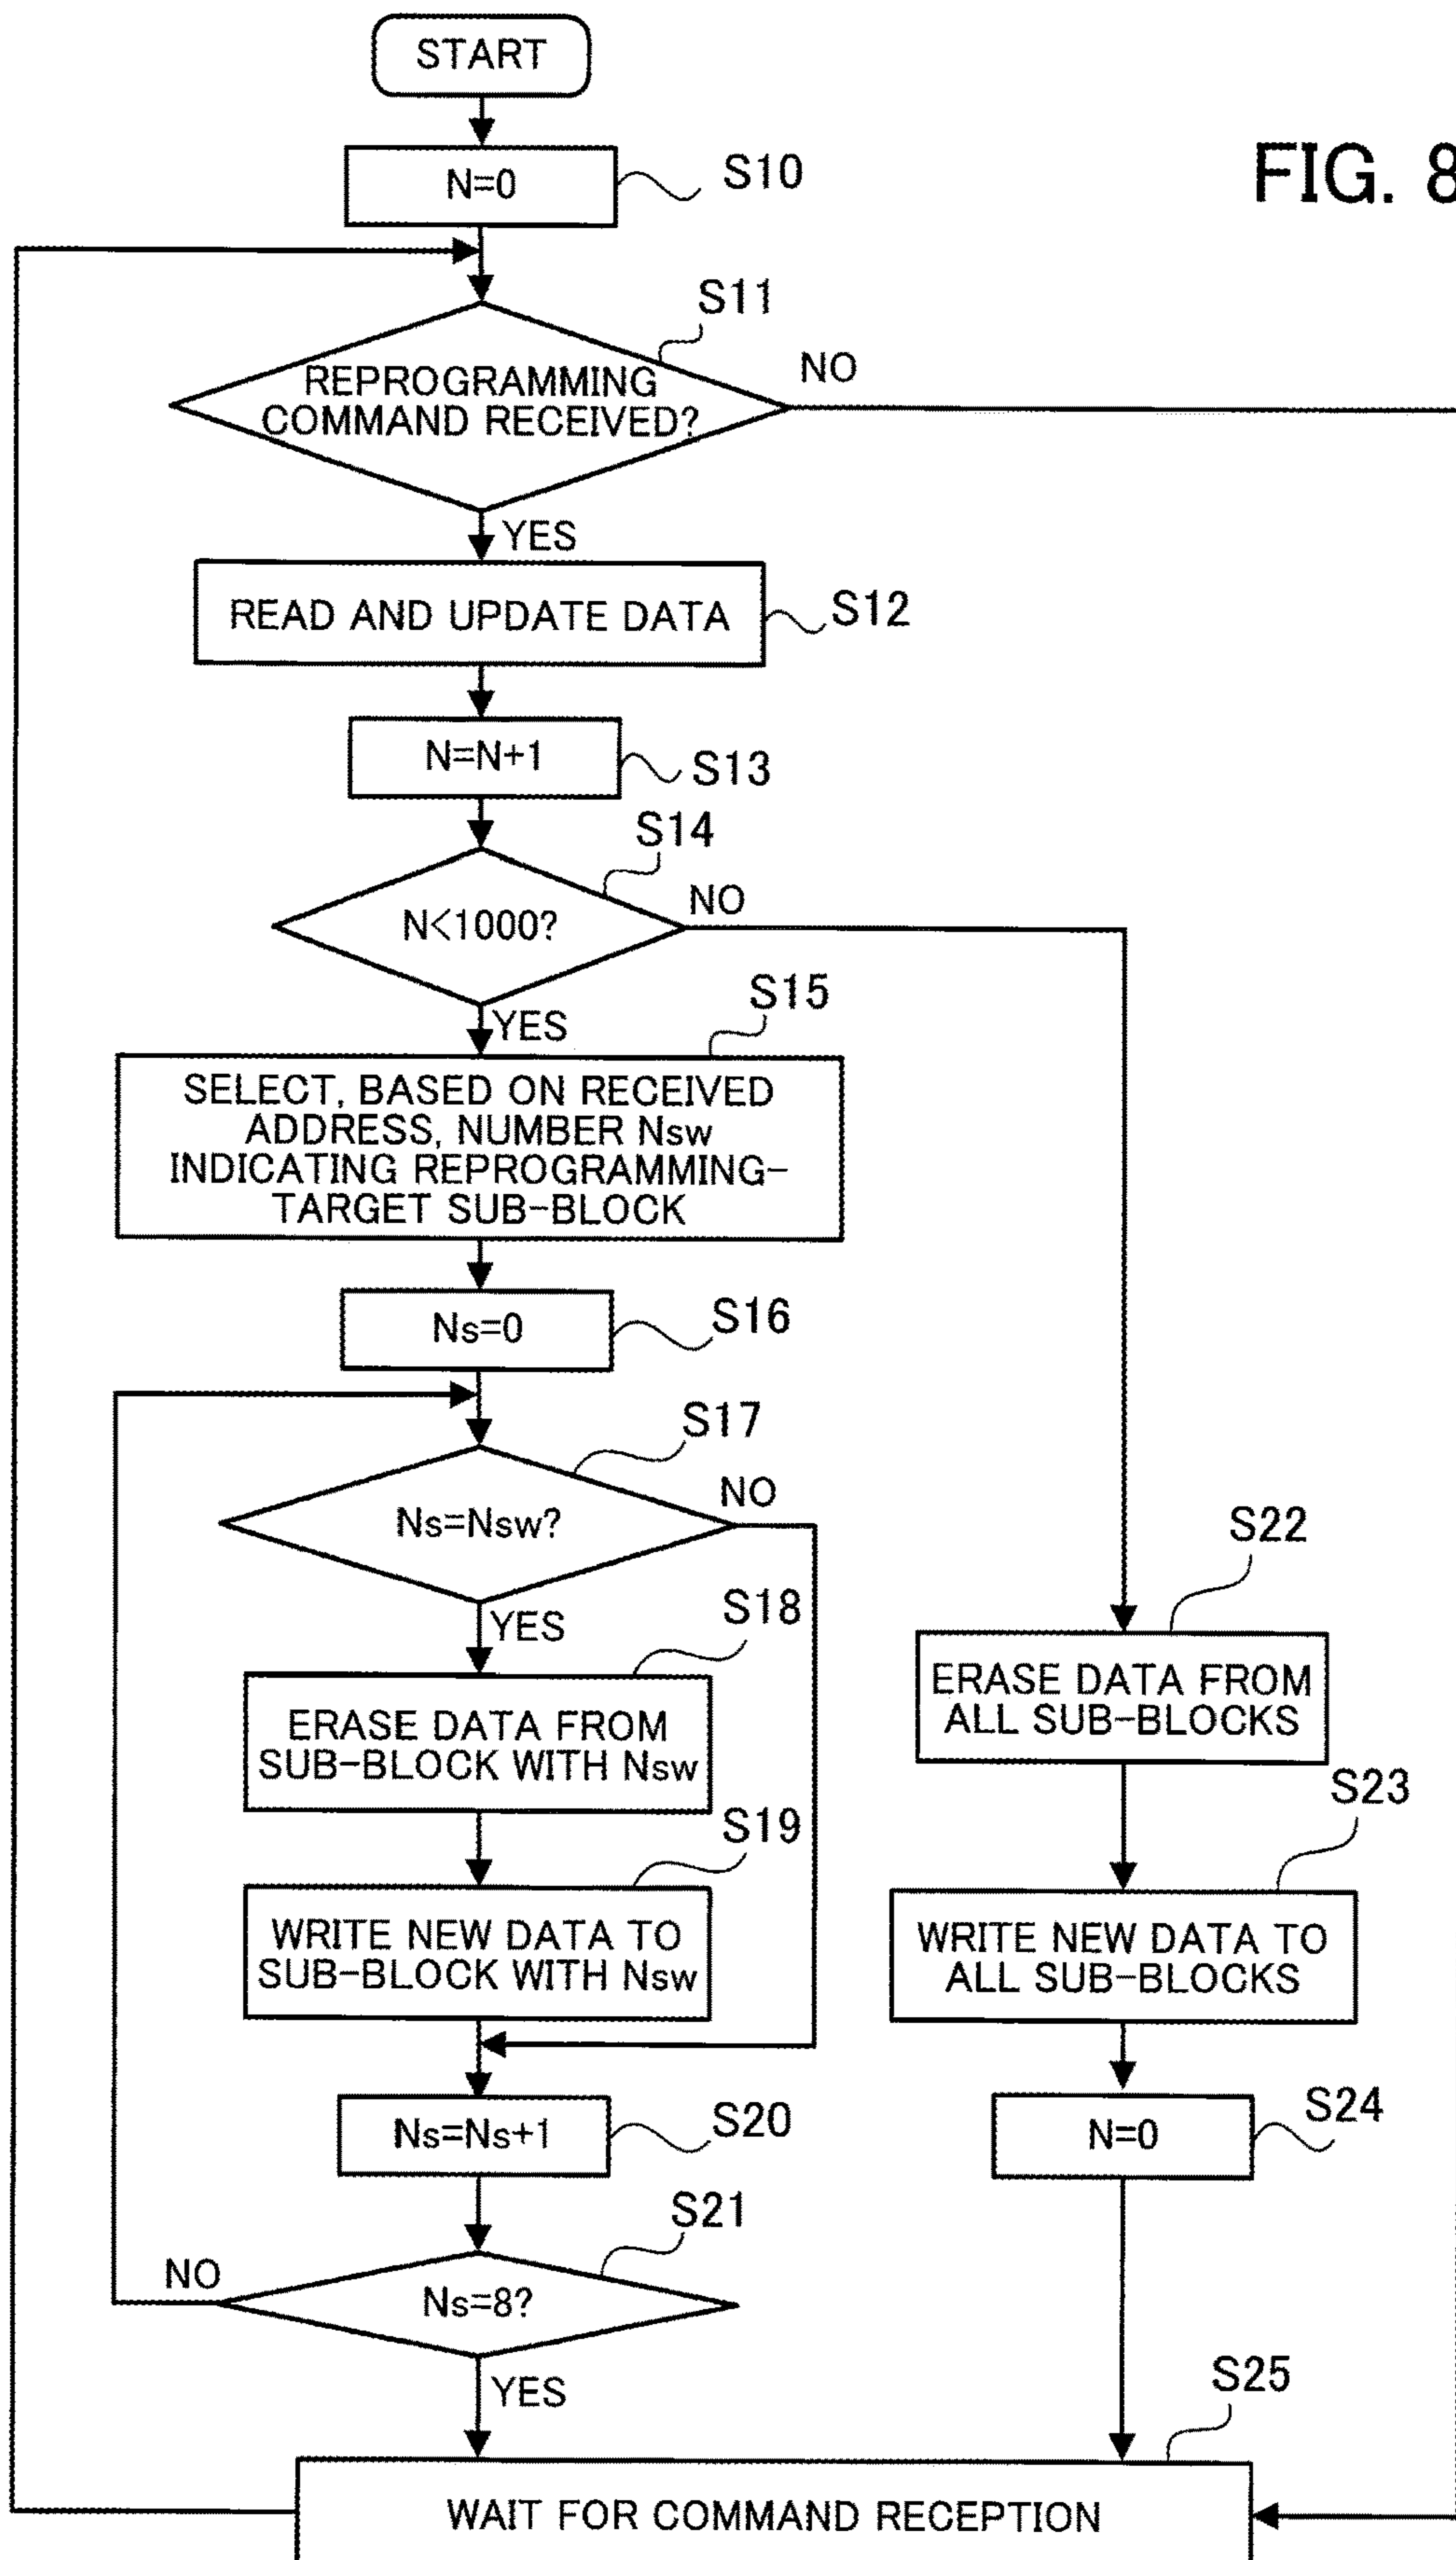 START
FIG. 8
N=0
S10
S11
REPROGRAMMING
COMMAND RECEIVED?
NO
YES
READ AND UPDATE DATA
S12
N=N+1
S13
S14
N<1000?
NO
YES
S15
SELECT, BASED ON RECEIVED
ADDRESS, NUMBER Nsw
INDICATING REPROGRAMMING-
TARGET SUB-BLOCK
Ns=0
S16
S17
Ns=Nsw?
NO
YES
S18
ERASE DATA FROM
SUB-BLOCK WITH Nsw
S19
WRITE NEW DATA TO
SUB-BLOCK WITH Nsw
Ns=Ns+1
S20
S21
Ns=8?
NO
YES
S22
ERASE DATA FROM
ALL SUB-BLOCKS
S23
WRITE NEW DATA TO
ALL SUB-BLOCKS
N=0
S24
S25
WAIT FOR COMMAND RECEPTION